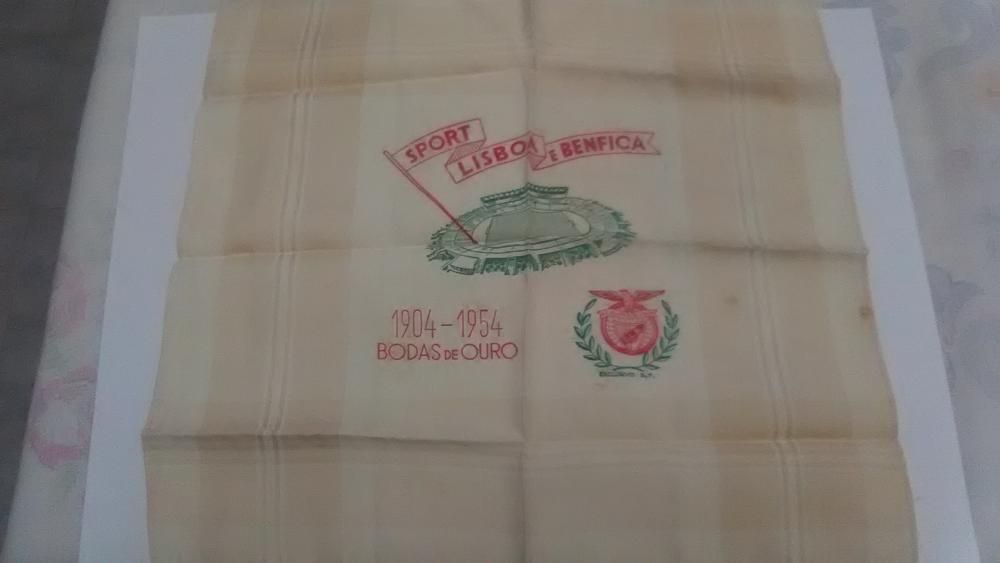 SPORT
LISBOA
E BENFICA
1904-1954
BODAS DE OURO